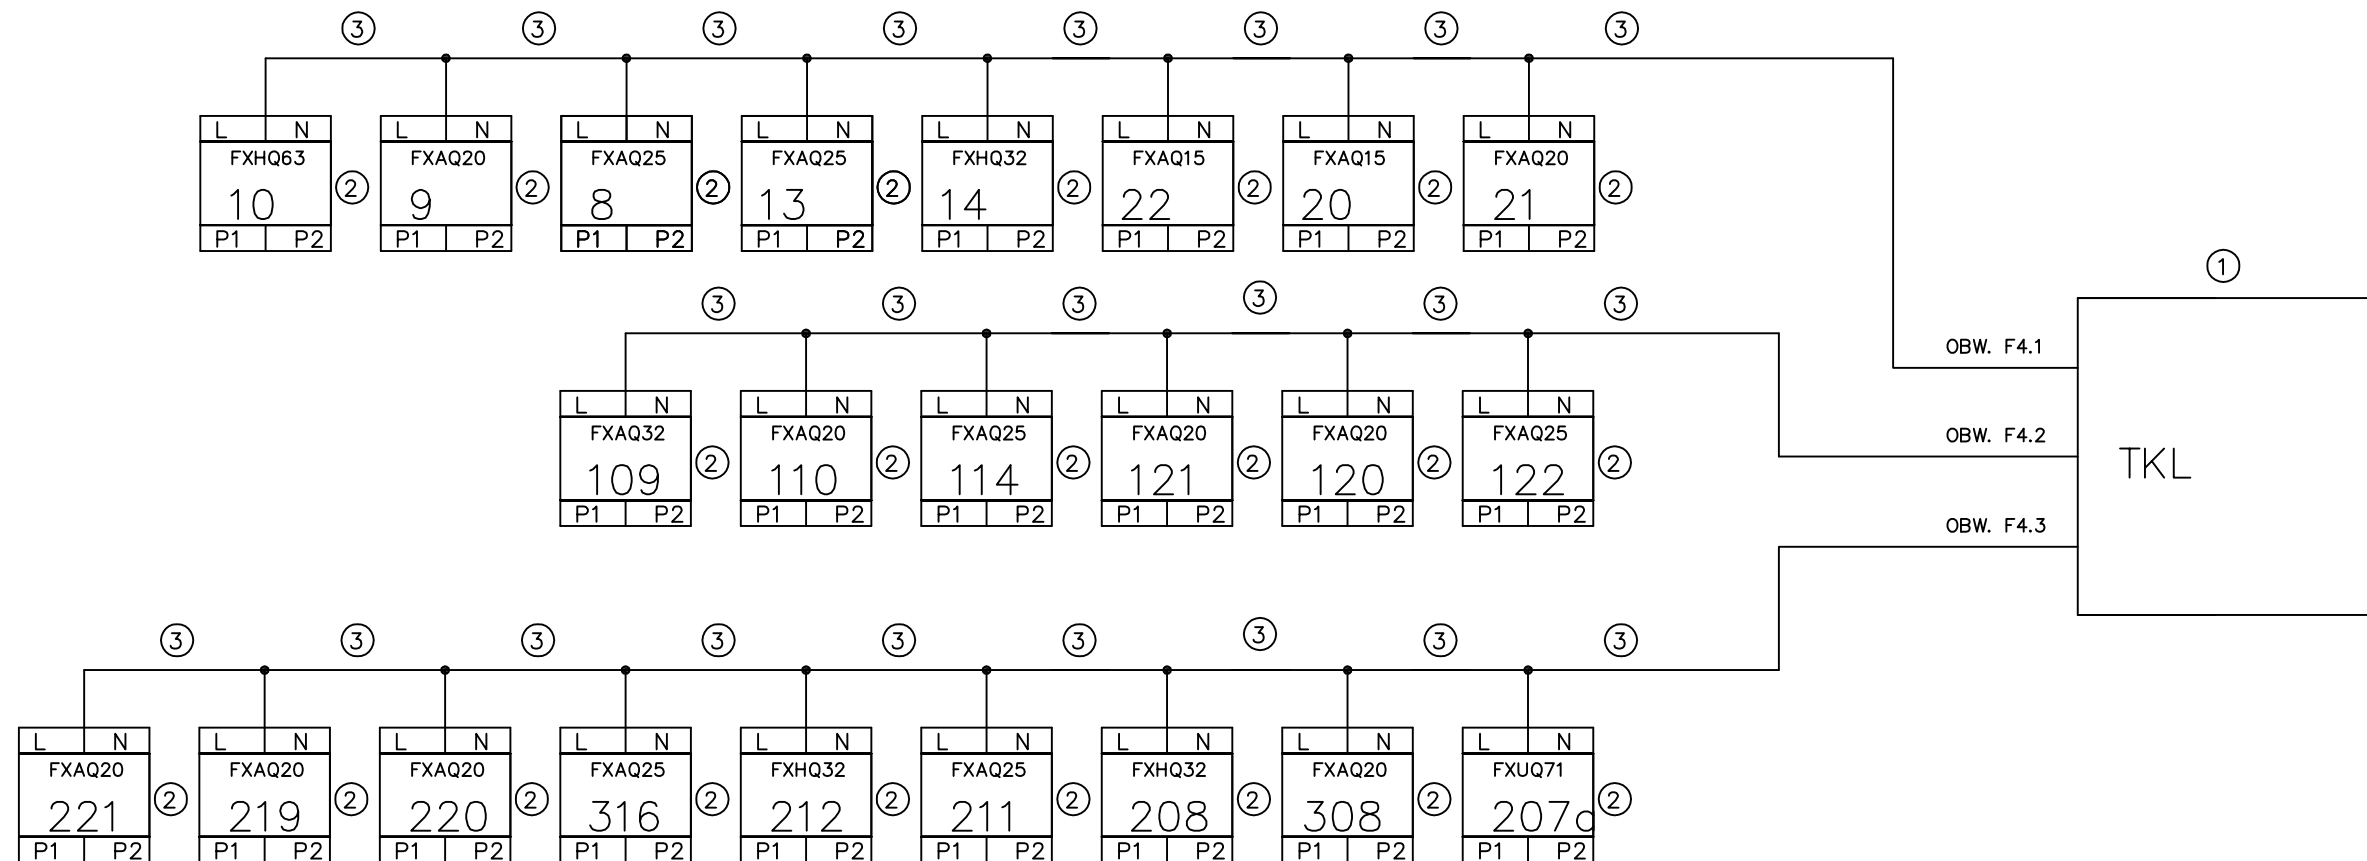 3 3 3 3 3 3 3 3
L N L N L N L N L N L N L N L N
FXHQ63 FXAQ20 FXAQ25 FXAQ25 FXHQ32 FXAQ15 FXAQ15 FXAQ20
10 2 9 2 8 2 13 2 14 2 22 2 20 2 21 2
P1 P2 P1 P2 P1 P2 P1 P2 P1 P2 P1 P2 P1 P2 P1 P2
1
3 3 3 3 3 3
OBW. F4.1
L N L N L N L N L N L N
FXAQ32 FXAQ20 FXAQ25 FXAQ20 FXAQ20 FXAQ25
OBW. F4.2
109 2 110 2 114 2 121 2 120 2 122 2
TKL
P1 P2 P1 P2 P1 P2 P1 P2 P1 P2 P1 P2
OBW. F4.3
3 3 3 3 3 3 3 3 3
L N L N L N L N L N L N L N L N L N
FXAQ20 FXAQ20 FXAQ20 FXAQ25 FXHQ32 FXAQ25 FXHQ32 FXAQ20 FXUQ71
221 2 219 2 220 2 316 2 212 2 211 2 208 2 308 2 207 2
P1 P2 P1 P2 P1 P2 P1 P2 P1 P2 P1 P2 P1 P2 P1 P2 P1 P2